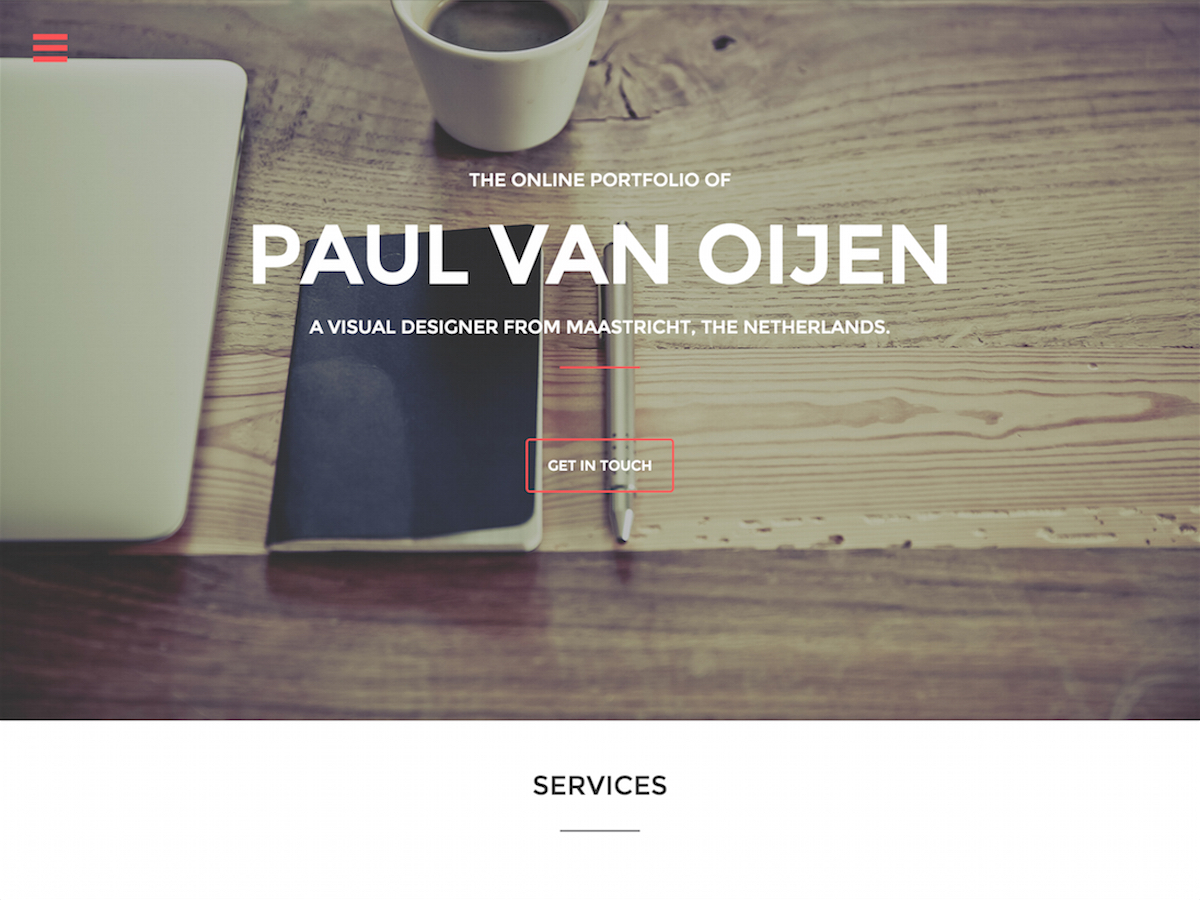 THE ONLINE PORTFOLIO OF
PAUL VAN OIJEN
A VISUAL DESIGNER FROM MAASTRICHT, THE NETHERLANDS.
GET IN TOUCH
SERVICES